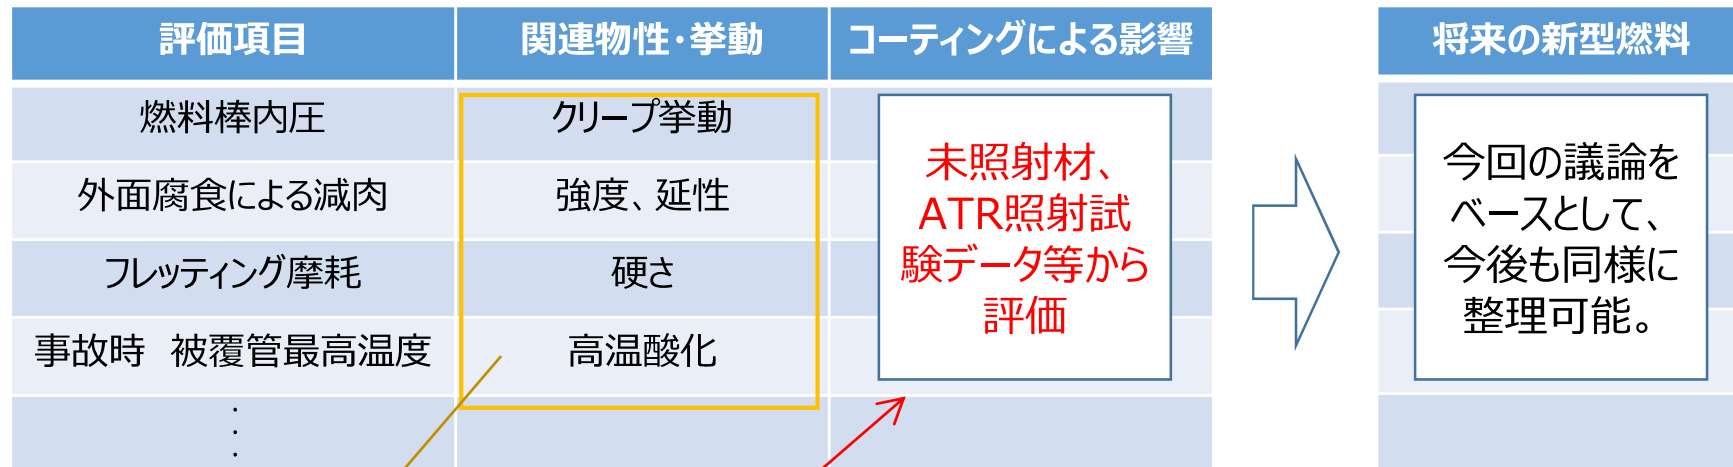 評価項目 関連物性・挙動 コーティングによる影響 将来の新型燃料
燃料棒内圧 クリープ挙動
外面腐食による減肉 強度、延性
フレッティング摩耗 硬さ
事故時　被覆管最高温度 高温酸化
・
・
・
未照射材、
ATR照射試
験データ等から
評価
今回の議論を
ベースとして、
今後も同様に
整理可能。